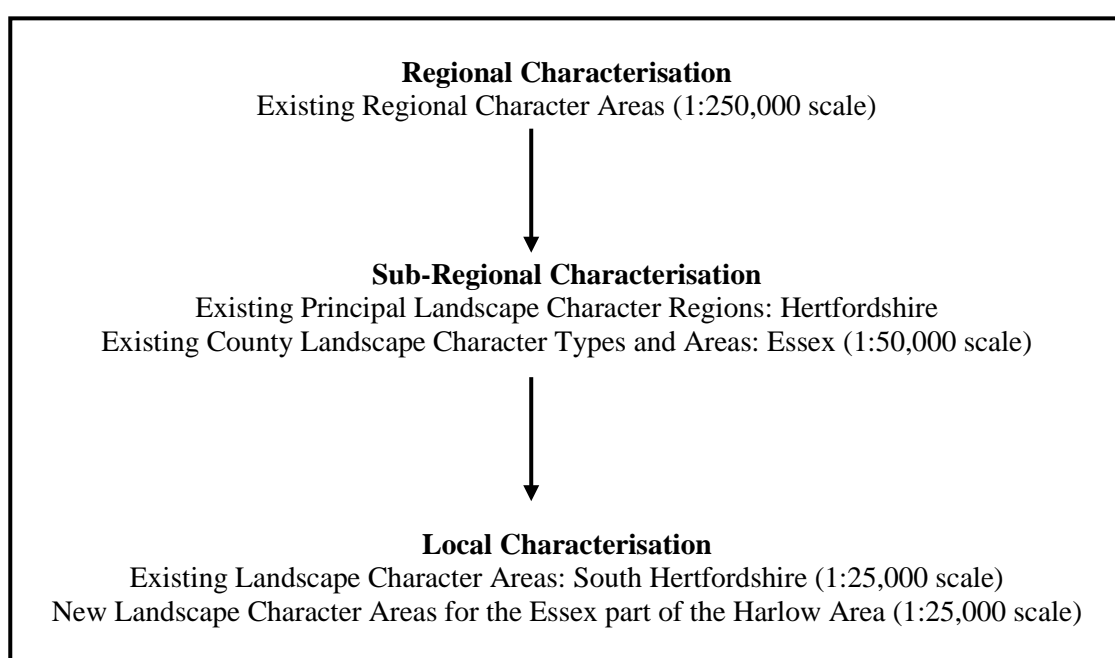 Regional Characterisation
Existing Regional Character Areas (1:250,000 scale)
Sub-Regional Characterisation
Existing Principal Landscape Character Regions: Hertfordshire
Existing County Landscape Character Types and Areas: Essex (1:50,000 scale)
Local Characterisation
Existing Landscape Character Areas: South Hertfordshire (1:25,000 scale)
New Landscape Character Areas for the Essex part of the Harlow Area (1:25,000 scale)